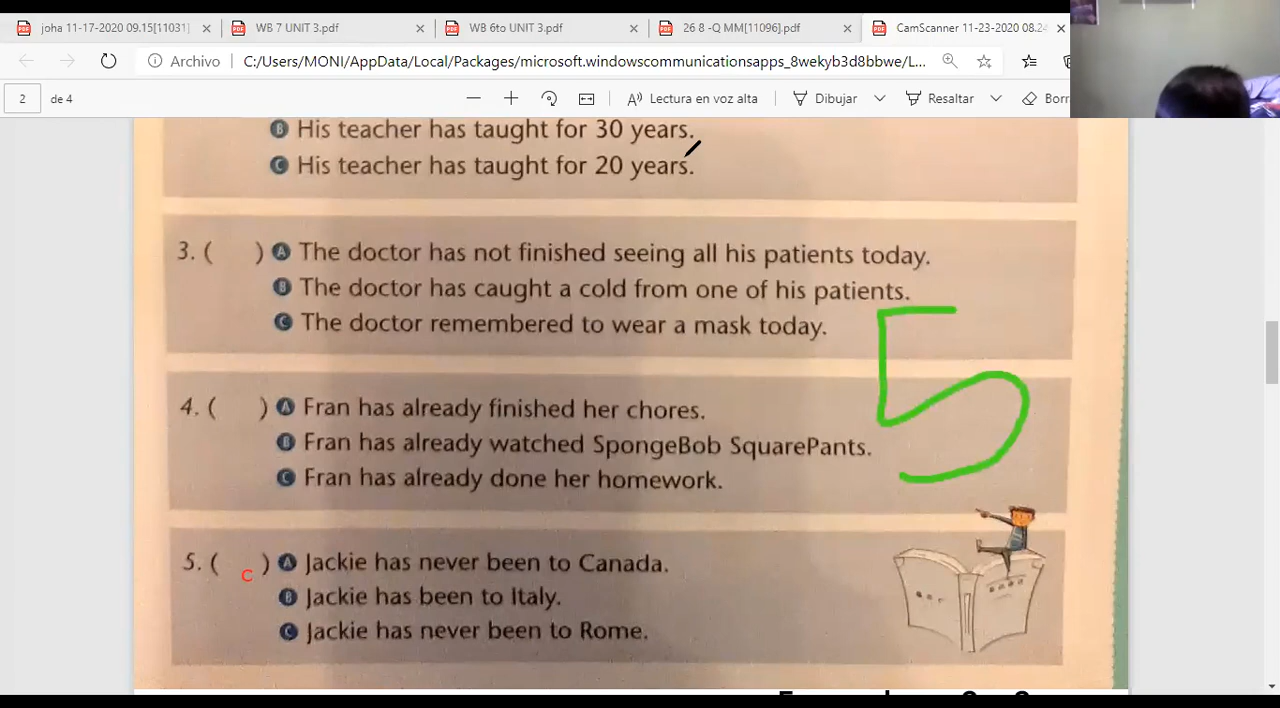 joha 11-17-2020 09.15[11031]
WB 7 UNIT 3.pdf
WB 6to UNIT 3.pdf
26 8 -Q MM[11096].pdf
CamScanner 11-23-2020 08.24
Archivo
C:/Users/MONI/AppData/Local/Packages/microsoft.windowscommunicationsapps_8wekyb3d8bbwe/L...
2 de 4
Lectura en voz alta
Dibujar
Resaltar
Borr
B His teacher has taught for 30 years.
C His teacher has taught for 20 years.
3. ( ) A The doctor has not finished seeing all his patients today.
B The doctor has caught a cold from one of his patients.
C The doctor remembered to wear a mask today.
5
4. ( ) A Fran has already finished her chores.
B Fran has already watched SpongeBob SquarePants.
C Fran has already done her homework.
5. ( c ) A Jackie has never been to Canada.
B Jackie has been to Italy.
C Jackie has never been to Rome.